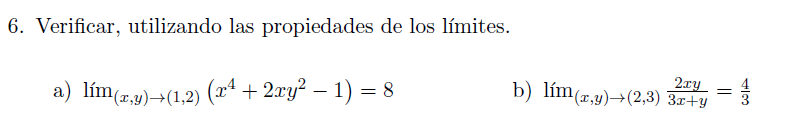 6. Verificar, utilizando las propiedades de los límites.
a) lím(x,y)→(1,2) (x⁴ + 2xy² − 1) = 8 b) lím(x,y)→(2,3) 2xy/3x+y = 4/3